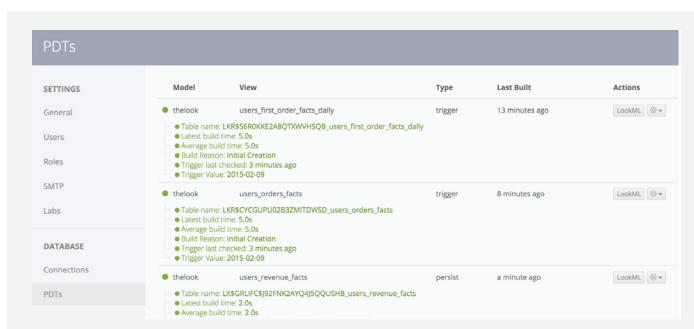 PDTs
SETTINGS
General
Users
Roles
SMTP
Labs
DATABASE
Connections
PDTs
Model View Type Last Built Actions
thelook users_first_order_facts_daily trigger 13 minutes ago LookML
Table name: LKR$S6R0KKE2A8QTXWVHSQB_users_first_order_facts_daily
Latest build time: 5.0s
Average build time: 5.0s
Build Reason: Initial Creation
Trigger last checked: 3 minutes ago
Trigger Value: 2015-02-09
thelook users_orders_facts trigger 8 minutes ago LookML
Table name: LKR$CYCGUPU02B3ZMITDWSD_users_orders_facts
Latest build time: 5.0s
Average build time: 5.0s
Build Reason: Initial Creation
Trigger last checked: 3 minutes ago
Trigger Value: 2015-02-09
thelook users_revenue_facts persist a minute ago LookML
Table name: LX$GRLIFC$J92FNK2AYQ4J5QQUSHB_users_revenue_facts
Latest build time: 2.0s
Average build time: 2.0s